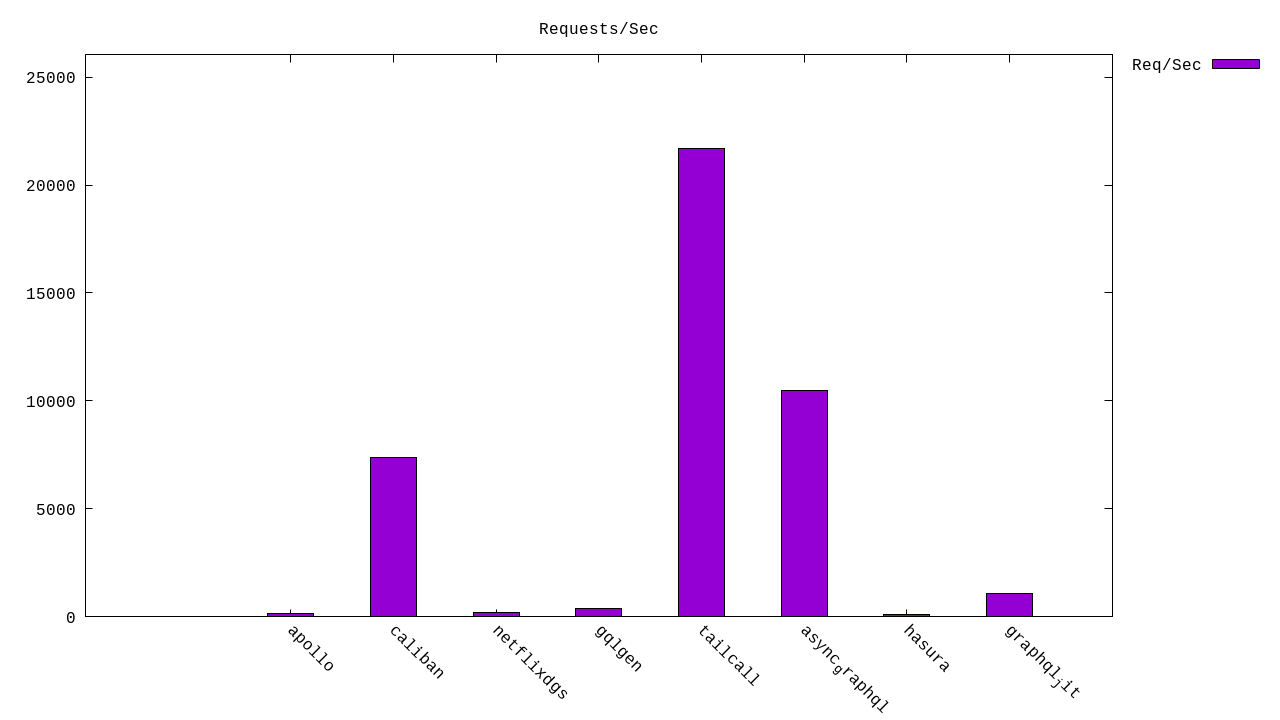 Requests/Sec
Req/Sec
25000
20000
15000
10000
5000
0
apollo
caliban
netflixdgs
gqlgen
tailcall
async_graphql
hasura
graphql_jit